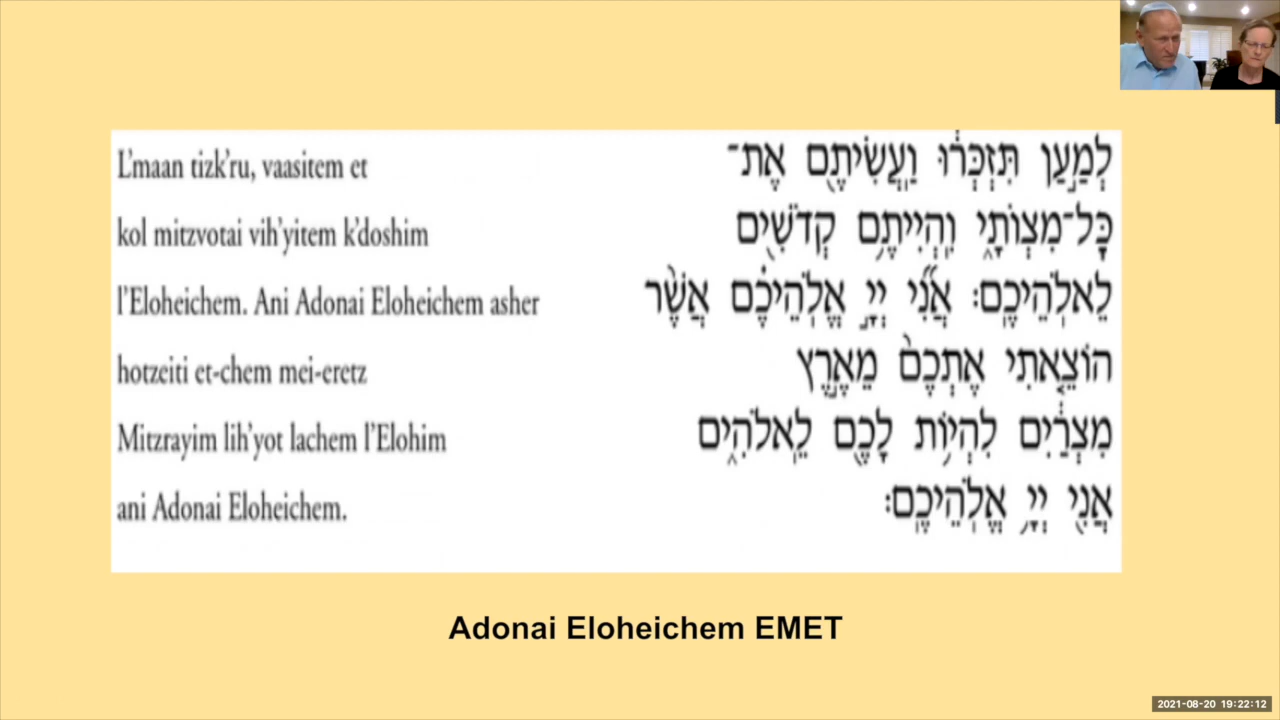 L'maan tizk'ru, vaasitem et
kol mitzvotai vih'yitem k'doshim
l'Eloheichem. Ani Adonai Eloheichem asher
hotzeiti et-chem mei-eretz
Mitzrayim lih'yot lachem l'Elohim
ani Adonai Eloheichem.
לְמַ֣עַן תִּזְכְּר֔וּ וַעֲשִׂיתֶ֖ם אֶת־
כׇּל־מִצְוֺתָ֑י וִהְיִיתֶ֥ם קְדֹשִׁ֖ים
לֵאלֹֽהֵיכֶֽם׃ אֲנִ֞י יְיָ֣ אֱלֹֽהֵיכֶ֗ם אֲשֶׁ֨ר
הוֹצֵ֤אתִי אֶתְכֶם֙ מֵאֶ֣רֶץ
מִצְרַ֔יִם לִהְי֥וֹת לָכֶ֖ם לֵֽאלֹהִ֑ים
אֲנִ֖י יְיָ֥ אֱלֹֽהֵיכֶֽם׃
Adonai Eloheichem EMET
2021-08-20 19:22:12